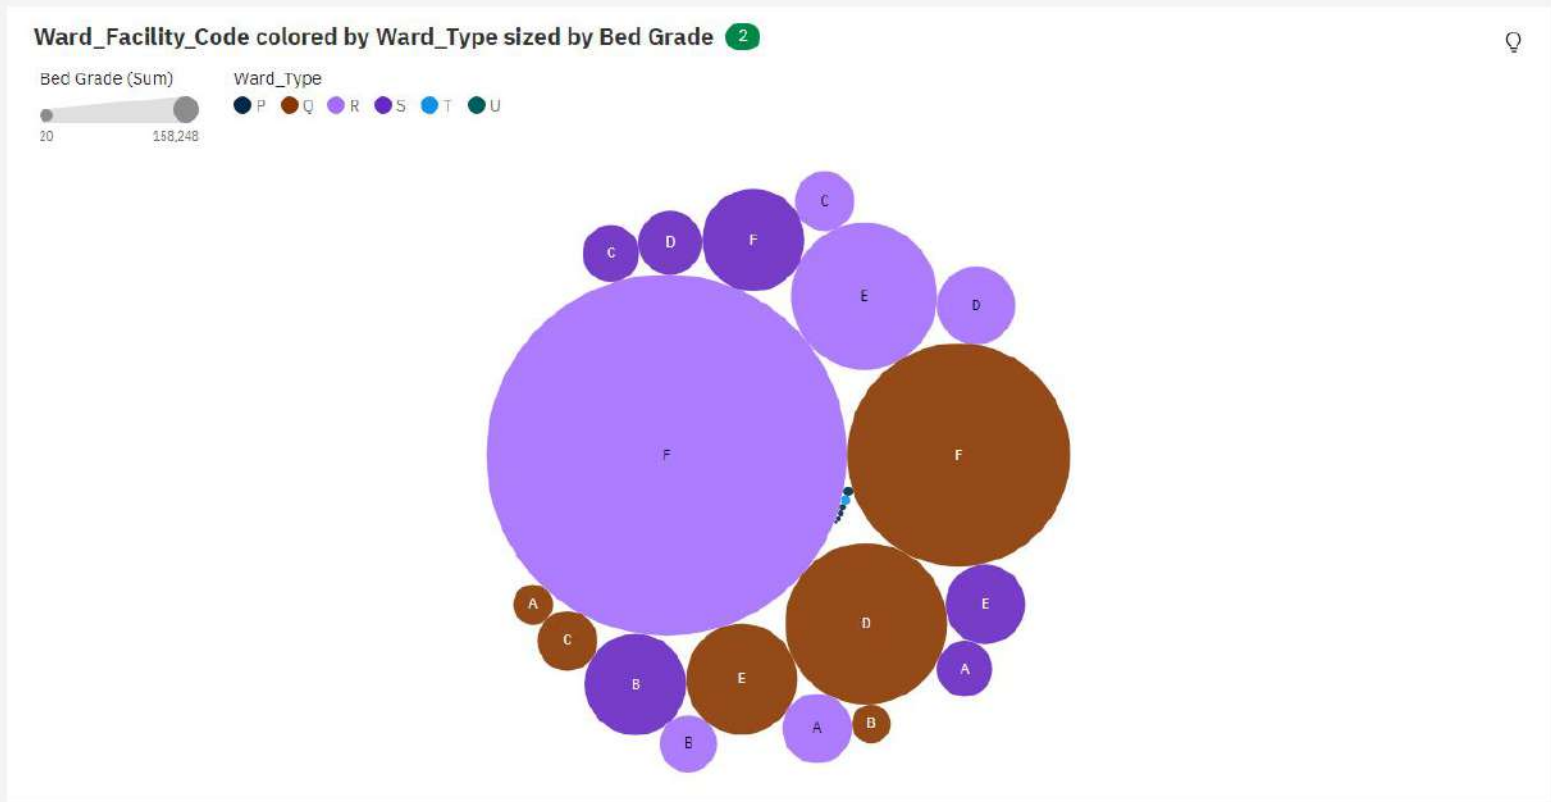 Ward_Facility_Code colored by Ward_Type sized by Bed Grade 2
Bed Grade (Sum) Ward_Type
P Q R S T U
20 158,248
C
F
D
C
E
D
F
F
A
E
D
C
A
E
B
B
A
B